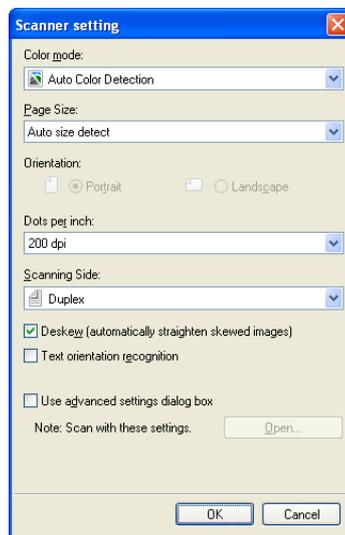 Scanner setting
Color mode:
Auto Color Detection
Page Size:
Auto size detect
Orientation:
Portrait Landscape
Dots per inch:
200 dpi
Scanning Side:
Duplex
Deskew (automatically straighten skewed images)
Text orientation recognition
Use advanced settings dialog box
Note: Scan with these settings. Open...
OK Cancel